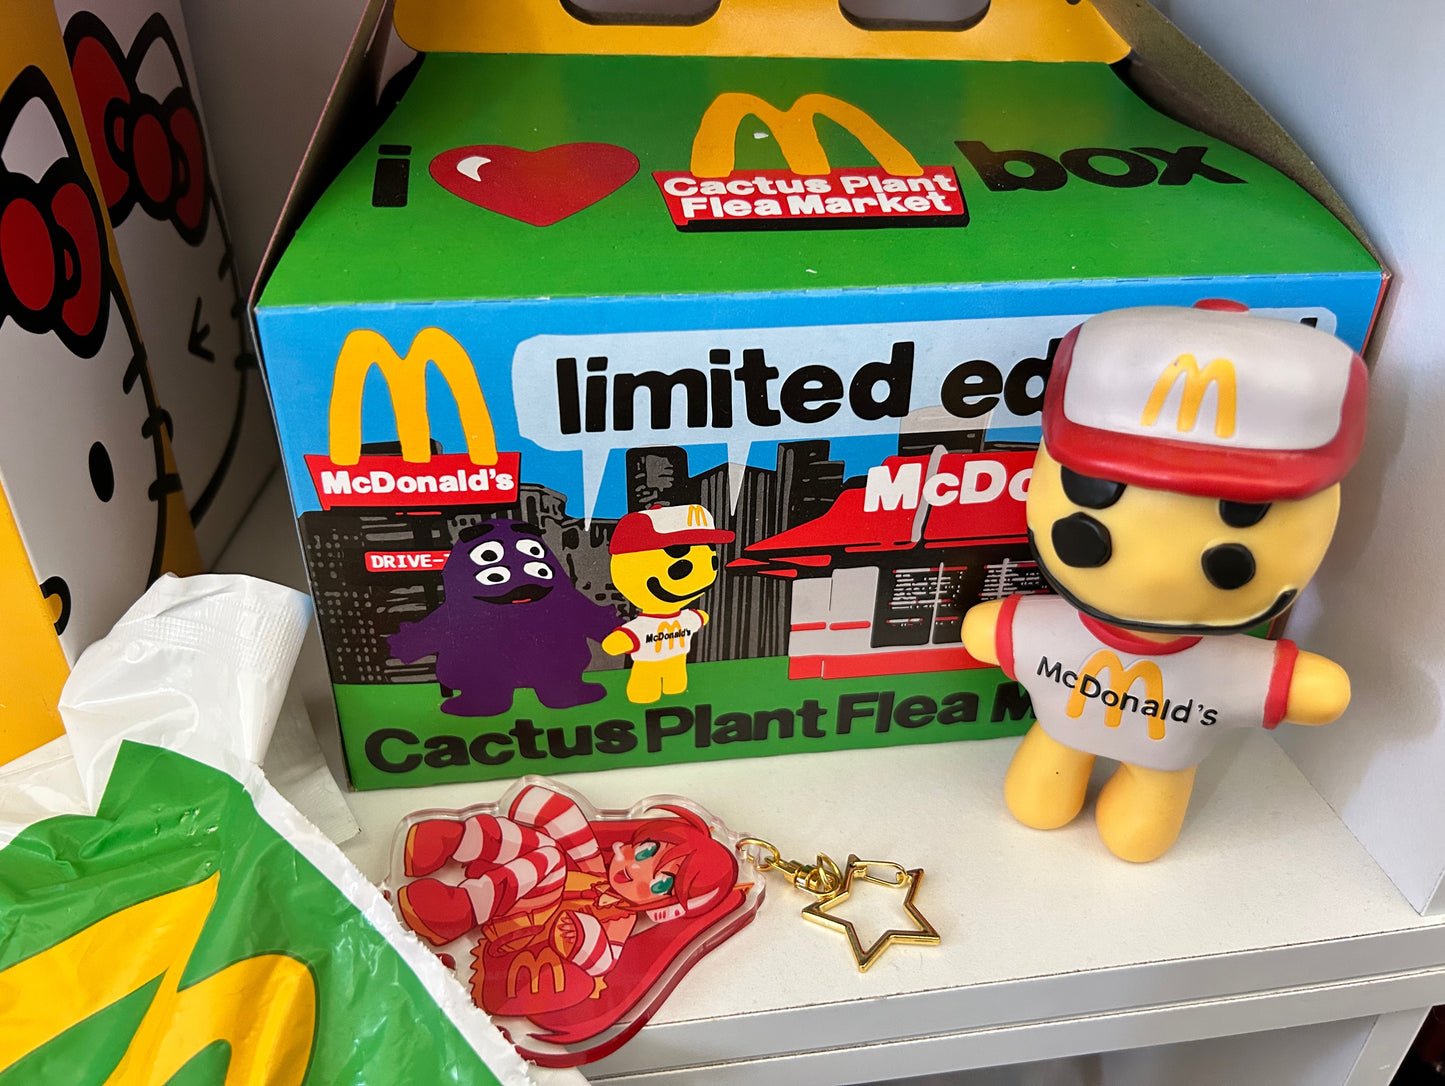 i
Cactus Plant
Flea Market
box
limited ed
McDonald's
McDo
DRIVE-
McDonald's
Cactus Plant Flea M
McDonald's